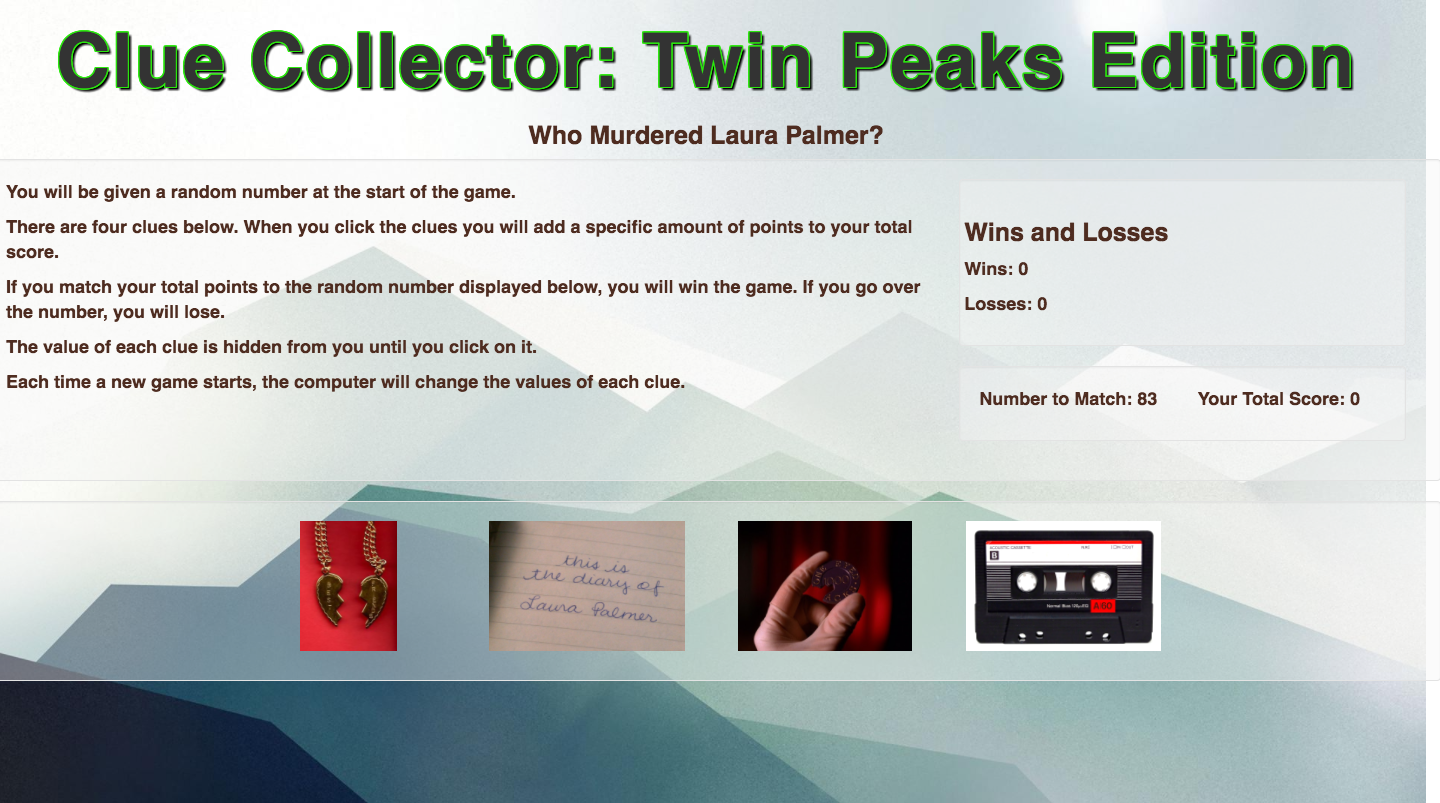 Clue Collector: Twin Peaks Edition
Who Murdered Laura Palmer?
You will be given a random number at the start of the game.
There are four clues below. When you click the clues you will add a specific amount of points to your total
score.
If you match your total points to the random number displayed below, you will win the game. If you go over
the number, you will lose.
The value of each clue is hidden from you until you click on it.
Each time a new game starts, the computer will change the values of each clue.
Wins and Losses
Wins: 0
Losses: 0
Number to Match: 83 Your Total Score: 0
this is
the diary of
Laura Palmer
ACOUSTIC CASSETTE
B
A/60